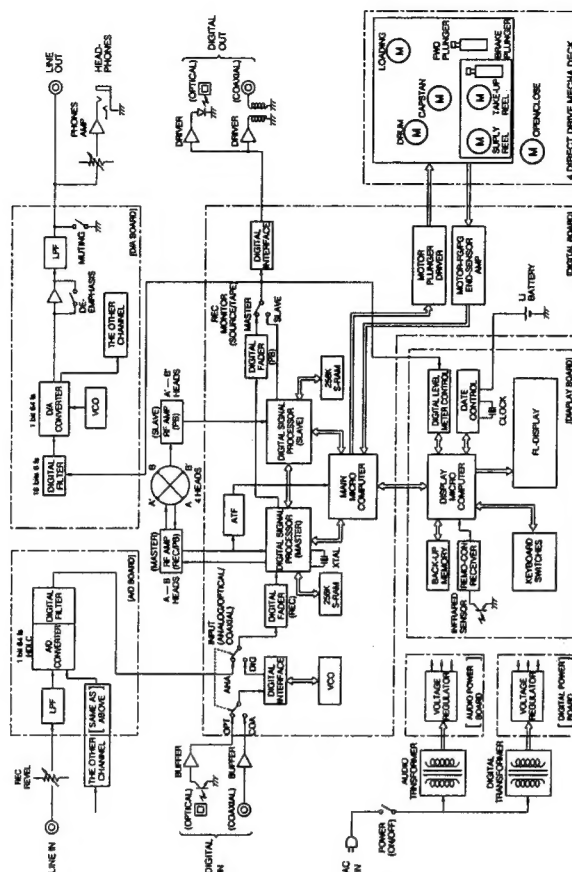 LINE IN
REC
REVEL
LPF
THE OTHER
CHANNEL
[SAME AS
ABOVE]
1 bit 64 fs
HDLC
A/D
CONVERTER
DIGITAL
FILTER
[A/D BOARD]
18 bit 8 fs
DIGITAL
FILTER
1 bit 64 fs
D/A
CONVERTER
VCO
DE-
EMPHASIS
THE OTHER
CHANNEL
LPF
MUTING
[D/A BOARD]
LINE
OUT
HEAD-
PHONES
PHONES
AMP
DIGITAL
IN
(OPTICAL)
BUFFER
BUFFER
(COAXIAL)
OPT
COA
ANA
DIG
INPUT
(ANALOG/OPTICAL/
COAXIAL)
DIGITAL
INTERFACE
VCO
DIGITAL
FADER
(REC)
A — B
HEADS
(MASTER)
RF AMP
(REC/PB)
A'
B
A
B'
4 HEADS
(SLAVE)
RF AMP
(PB)
A' — B'
HEADS
ATF
DIGITAL SIGNAL
PROCESSOR
(MASTER)
256K
S-RAM
XTAL
DIGITAL SIGNAL
PROCESSOR
(SLAVE)
256K
S-RAM
REC
MONITOR
(SOURCE/TAPE)
MASTER
SLAVE
DIGITAL
FADER
(PB)
DIGITAL
INTERFACE
DRIVER
DRIVER
(OPTICAL)
(COAXIAL)
DIGITAL
OUT
MAIN
MICRO
COMPUTER
MOTOR
PLUNGER
DRIVER
MOTOR-FG/PG
END-SENSOR
AMP
[DIGITAL BOARD]
LOADING
M
DRUM
M
CAPSTAN
M
FWD
PLUNGER
BRAKE
PLUNGER
M
SUPLY
REEL
M
TAKE-UP
REEL
M
OPEN/CLOSE
4 DIRECT DRIVE MECHA DECK
BACK-UP
MEMORY
REMO-CON
RECEIVER
INFRARED
SENSOR
DISPLAY
MICRO
COMPUTER
KEYBOARD
SWITCHES
DIGITAL LEVEL
METER CONTROL
DATE
CONTROL
CLOCK
Li
BATTERY
FL-DISPLAY
[DISPLAY BOARD]
AC
IN
POWER
(ON/OFF)
AUDIO
TRANSFORMER
VOLTAGE
REGULATOR
[AUDIO POWER
BOARD]
DIGITAL
TRANSFORMER
VOLTAGE
REGULATOR
[DIGITAL POWER
BOARD]